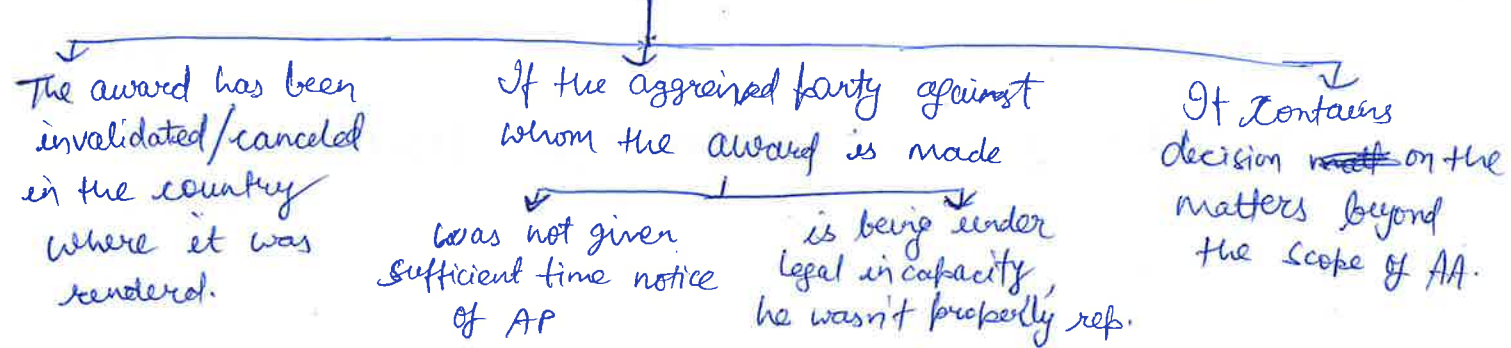 The award has been
invalidated/canceled
in the country
where it was
renderd.
If the aggreived party against
whom the award is made
was not given
sufficient time notice
of AP
is being under
legal incapacity,
he wasn't properly rep.
It contains
decision on the
matters beyond
the scope of AA.